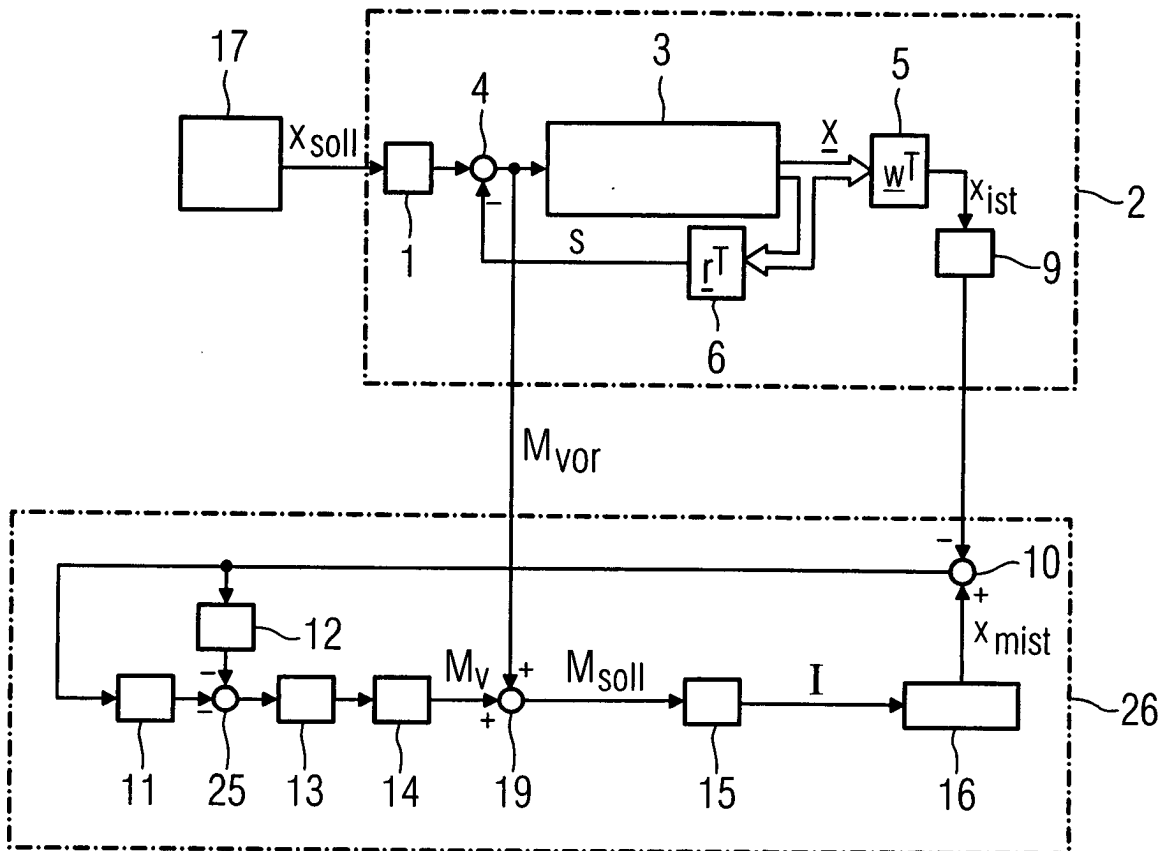 17
4
3
5
x_soll
x
w^T
x_ist
2
-
1
s
r^T
9
6
M_vor
-
10
+
12
x_mist
-
M_v
+
M_soll
I
-
+
26
11
25
13
14
19
15
16